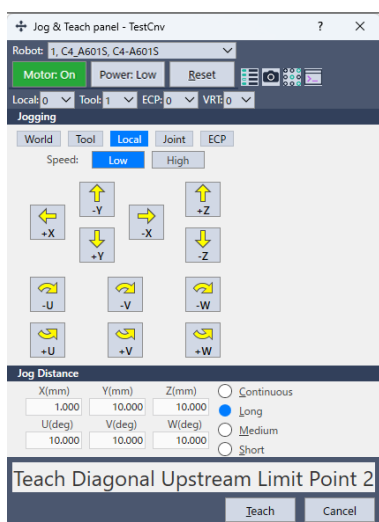 Jog & Teach panel - TestCnv ? ×
Robot: 1, C4_A601S, C4-A601S
Motor: On Power: Low Reset
Local: 0 Tool: 1 ECP: 0 VRT: 0
Jogging
World Tool Local Joint ECP
Speed: Low High
-Y +Z
+X -X
+Y -Z
-U -V -W
+U +V +W
Jog Distance
X(mm) Y(mm) Z(mm) Continuous
1.000 10.000 10.000 Long
U(deg) V(deg) W(deg) Medium
10.000 10.000 10.000 Short
Teach Diagonal Upstream Limit Point 2
Teach Cancel